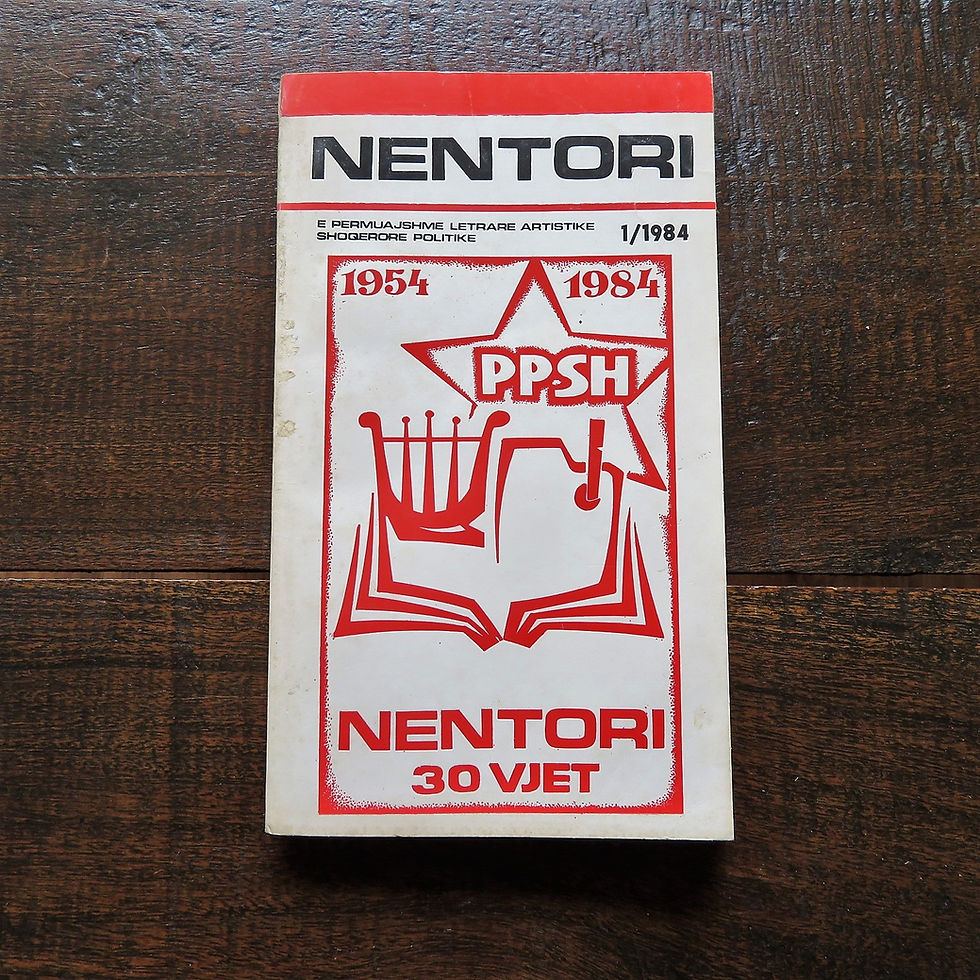 NENTORI
E PERMUAJSHME LETRARE ARTISTIKE
SHOQERORE POLITIKE
1/1984
1954 1984
PPSH
NENTORI
30 VJET